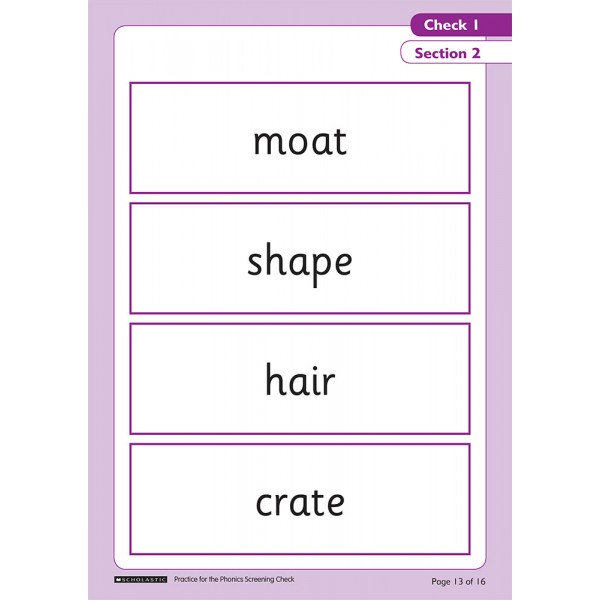 Check 1
Section 2
moat
shape
hair
crate
SCHOLASTIC Practice for the Phonics Screening Check Page 13 of 16